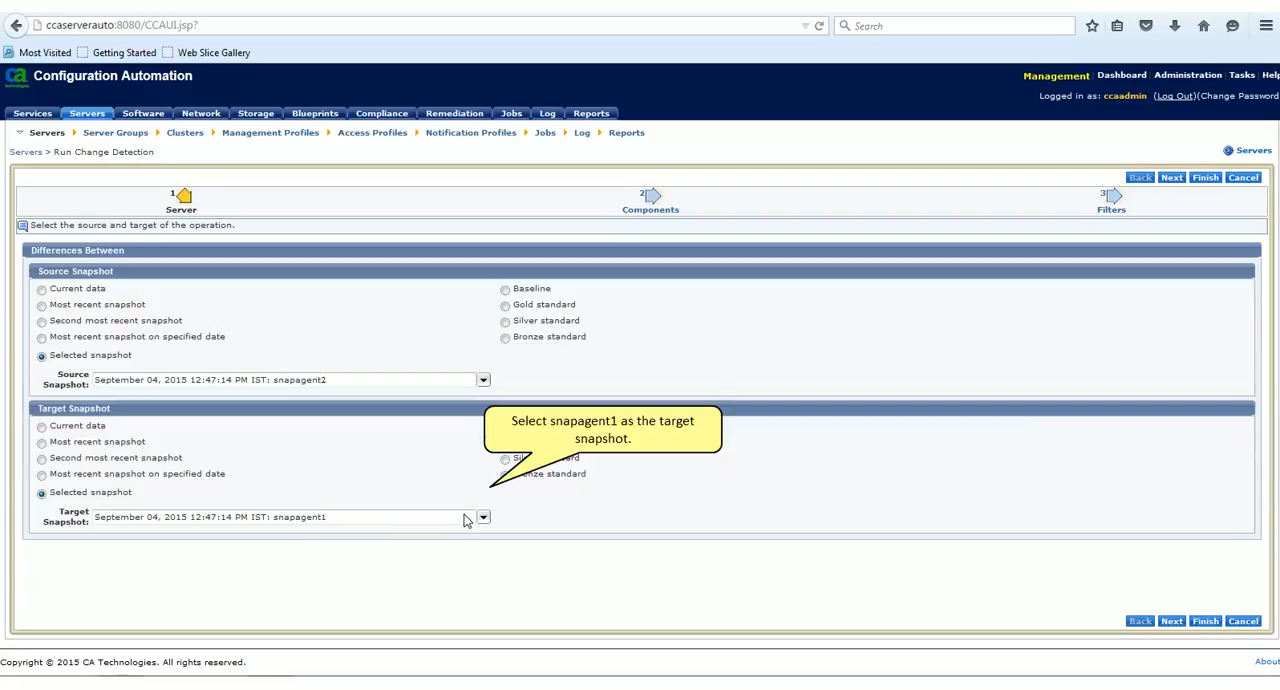 ccaserverauto:8080/CCAUI.jsp?
Search
Most Visited Getting Started Web Slice Gallery
ca
technologies
Configuration Automation
Management Dashboard Administration Tasks Help
Logged in as: ccaadmin (Log Out)(Change Password
Services Servers Software Network Storage Blueprints Compliance Remediation Jobs Log Reports
Servers Server Groups Clusters Management Profiles Access Profiles Notification Profiles Jobs Log Reports
Servers > Run Change Detection
Servers
Back Next Finish Cancel
1 2 3
Server Components Filters
Select the source and target of the operation.
Differences Between
Source Snapshot
Current data Baseline
Most recent snapshot Gold standard
Second most recent snapshot Silver standard
Most recent snapshot on specified date Bronze standard
Selected snapshot
Source
Snapshot: September 04, 2015 12:47:14 PM IST: snapagent2
Target Snapshot
Select snapagent1 as the target
snapshot.
Current data
Most recent snapshot
Second most recent snapshot
Most recent snapshot on specified date
Selected snapshot
Target
Snapshot: September 04, 2015 12:47:14 PM IST: snapagent1
Back Next Finish Cancel
Copyright © 2015 CA Technologies. All rights reserved.
About